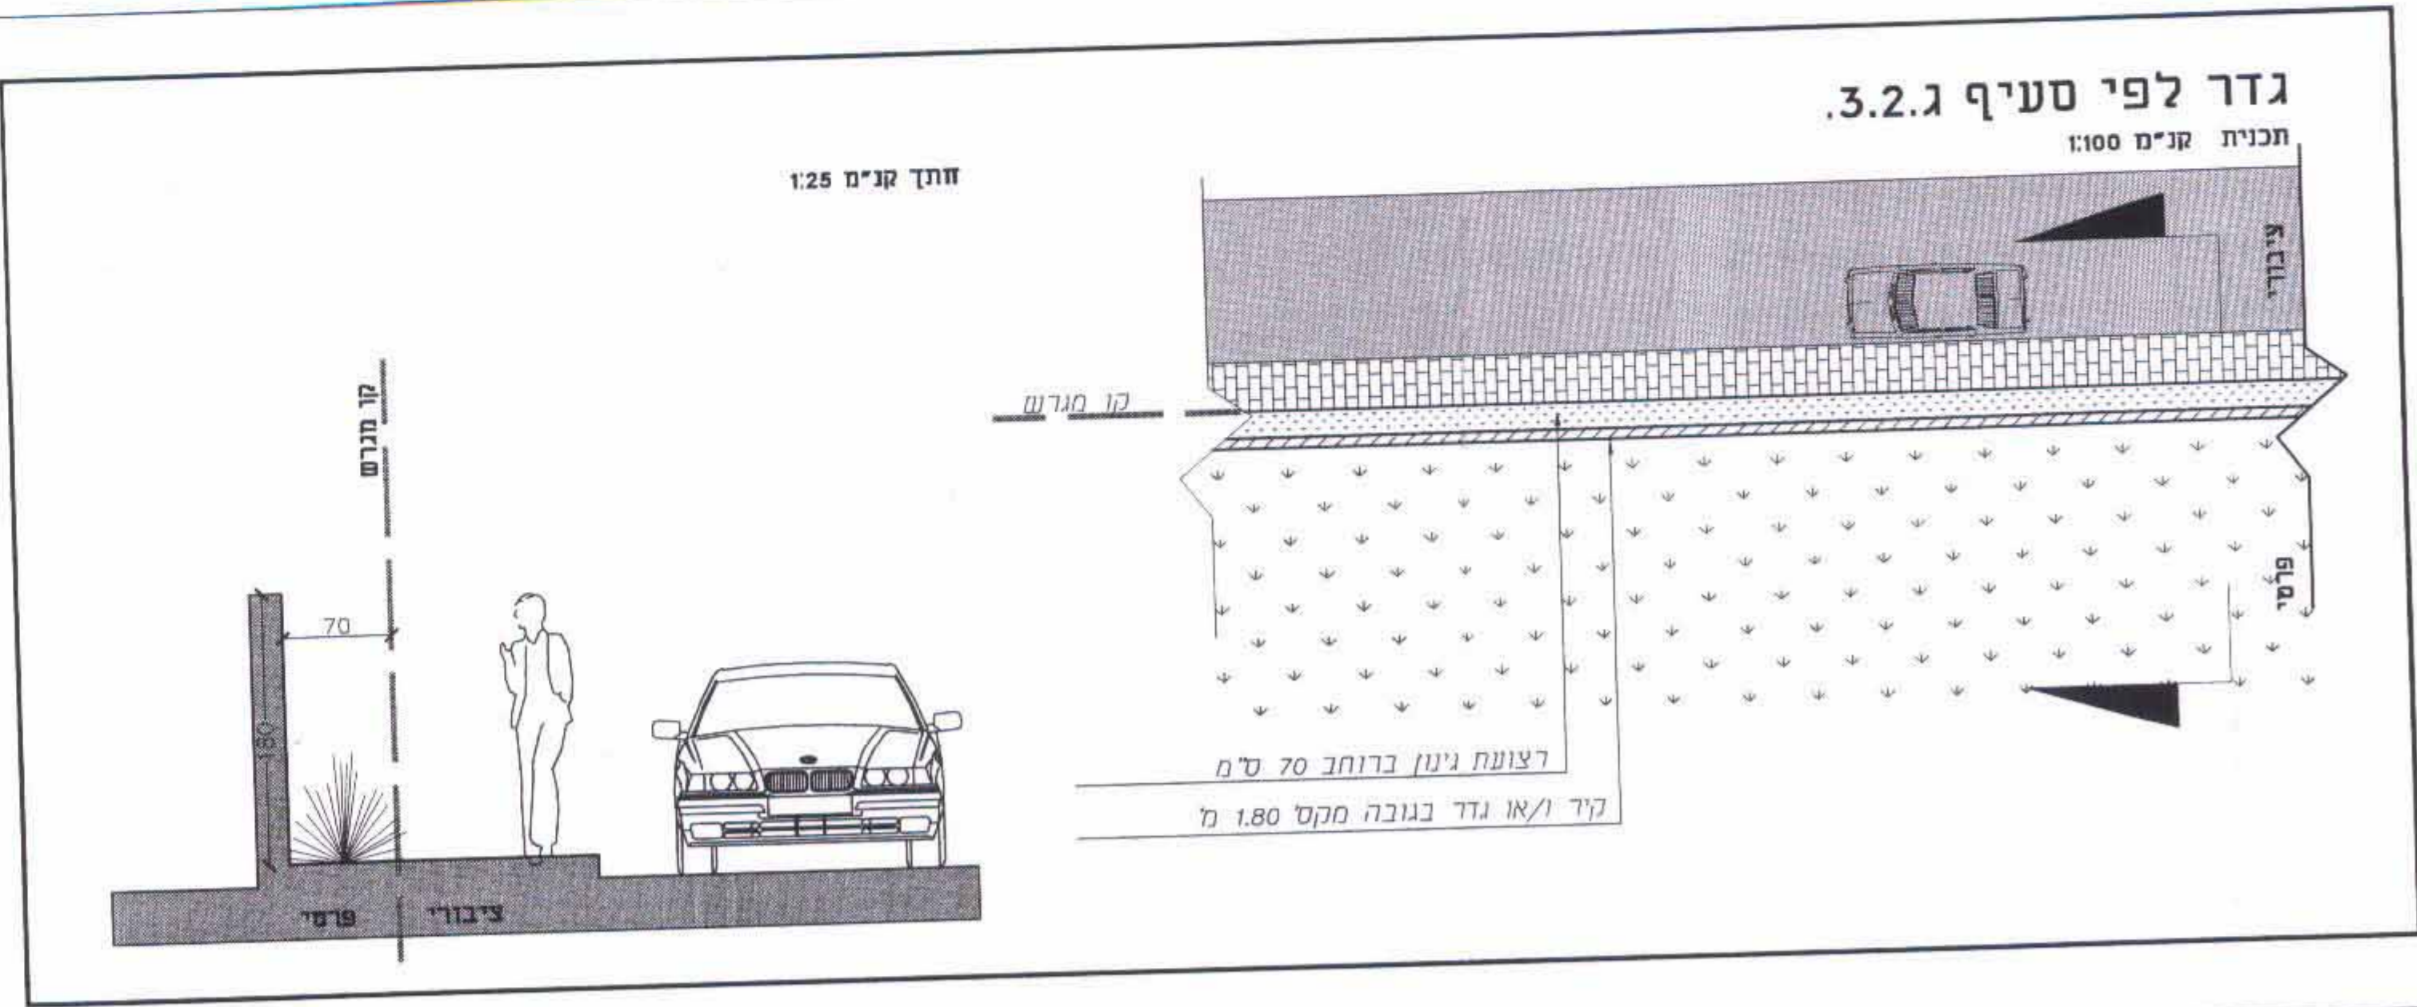 גדר לפי סעיף ג.3.2.
תכנית קנ"מ 1:100
חתך קנ"מ 1:25
ציבורי
קו מגרש
קו מגרש
פרטי
70
180
רצועת גינון ברוחב 70 ס"מ
קיר ו/או גדר בגובה מקס' 1.80 מ'
פרטי
ציבורי